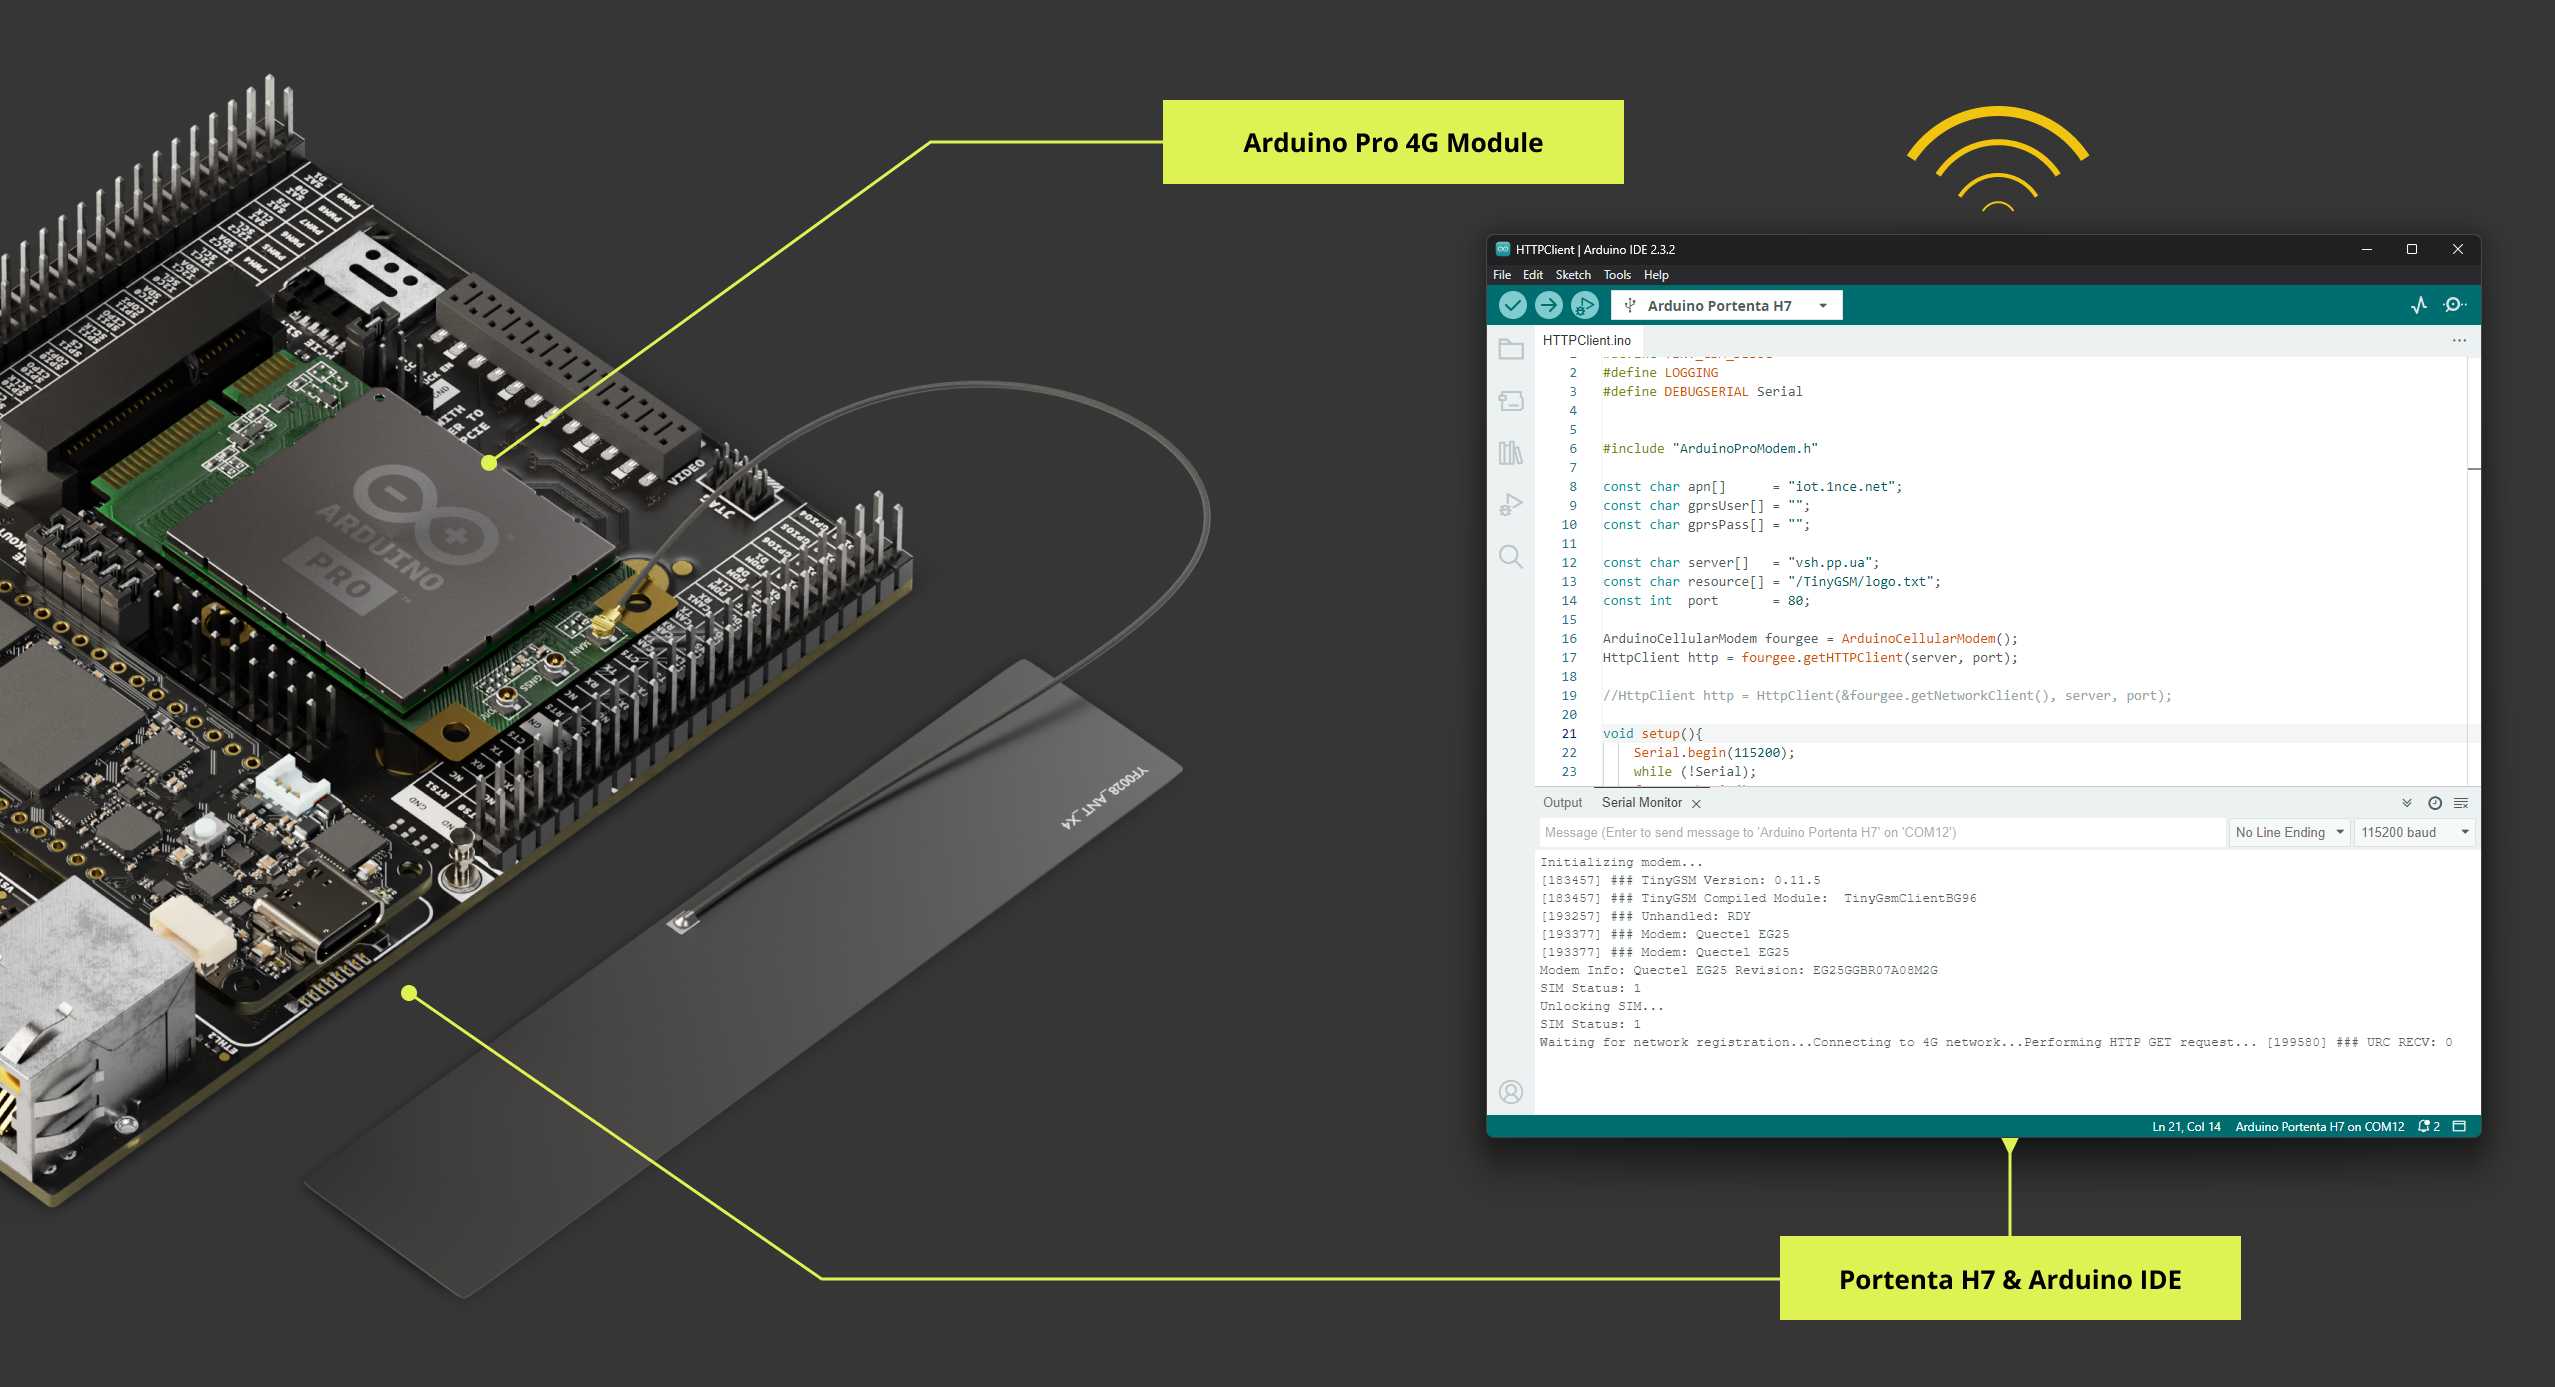 Arduino Pro 4G Module
HTTPClient | Arduino IDE 2.3.2
File Edit Sketch Tools Help
Arduino Portenta H7
HTTPClient.ino
2 #define LOGGING
3 #define DEBUGSERIAL Serial
4
5
6 #include "ArduinoProModem.h"
7
8 const char apn[]      = "iot.1nce.net";
9 const char gprsUser[] = "";
10 const char gprsPass[] = "";
11
12 const char server[]   = "vsh.pp.ua";
13 const char resource[] = "/TinyGSM/logo.txt";
14 const int  port       = 80;
15
16 ArduinoCellularModem fourgee = ArduinoCellularModem();
17 HttpClient http = fourgee.getHTTPClient(server, port);
18
19 //HttpClient http = HttpClient(&fourgee.getNetworkClient(), server, port);
20
21 void setup(){
22     Serial.begin(115200);
23     while (!Serial);
Output Serial Monitor
Message (Enter to send message to 'Arduino Portenta H7' on 'COM12')
No Line Ending 115200 baud
Initializing modem...
[183457] ### TinyGSM Version: 0.11.5
[183457] ### TinyGSM Compiled Module:  TinyGsmClientBG96
[193257] ### Unhandled: RDY
[193377] ### Modem: Quectel EG25
[193377] ### Modem: Quectel EG25
Modem Info: Quectel EG25 Revision: EG25GGBR07A08M2G
SIM Status: 1
Unlocking SIM...
SIM Status: 1
Waiting for network registration...Connecting to 4G network...Performing HTTP GET request... [199580] ### URC RECV: 0
Ln 21, Col 14 Arduino Portenta H7 on COM12 2
Portenta H7 & Arduino IDE
ARDUINO
PRO
VIDEO
JTAG
MAIN
GNSS
DIV
YF0028_ANT_X4
ETHL2